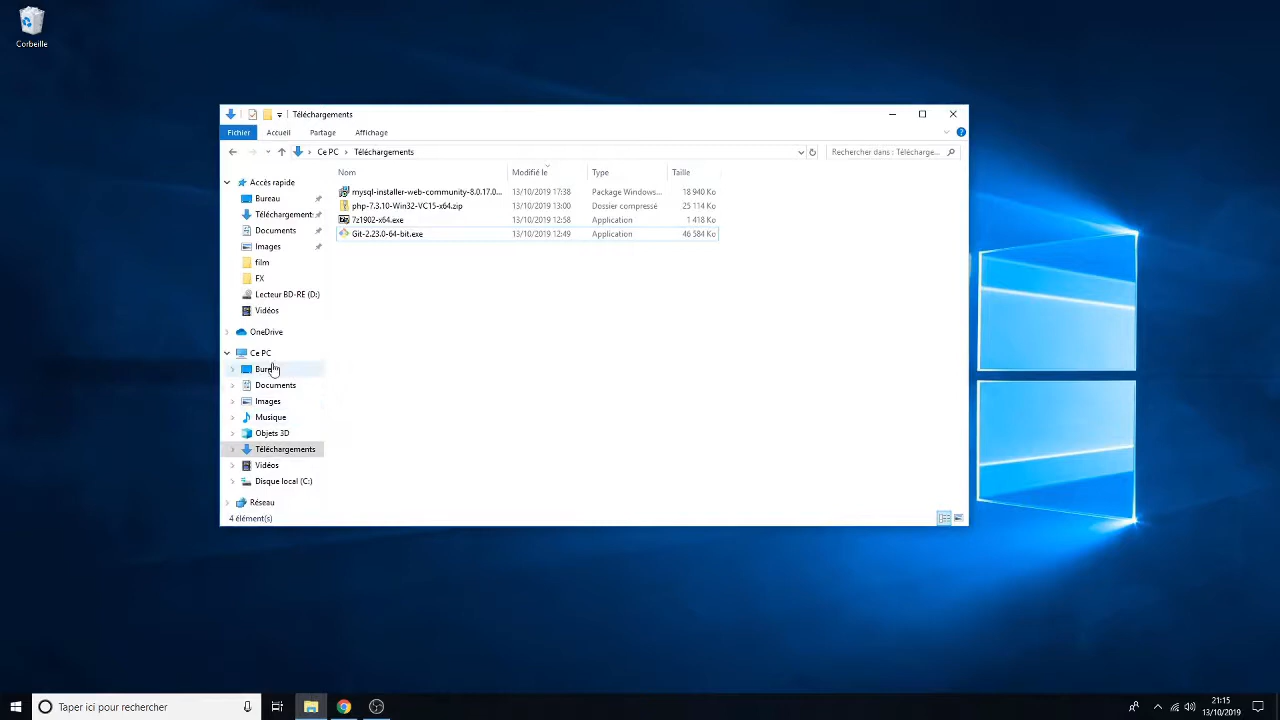 Corbeille
Téléchargements
Fichier Accueil Partage Affichage
Ce PC Téléchargements Rechercher dans : Télécharge...
Nom Modifié le Type Taille
mysql-installer-web-community-8.0.17.0... 13/10/2019 17:38 Package Windows... 18 940 Ko
php-7.3.10-Win32-VC15-x64.zip 13/10/2019 13:00 Dossier compressé 25 114 Ko
7z1902-x64.exe 13/10/2019 12:58 Application 1 418 Ko
Git-2.23.0-64-bit.exe 13/10/2019 12:49 Application 46 584 Ko
Accès rapide
Bureau
Téléchargement:
Documents
Images
film
FX
Lecteur BD-RE (D:)
Vidéos
OneDrive
Ce PC
Documents
Images
Musique
Objets 3D
Téléchargements
Vidéos
Disque local (C:)
Réseau
4 élément(s)
Taper ici pour rechercher
21:15
13/10/2019